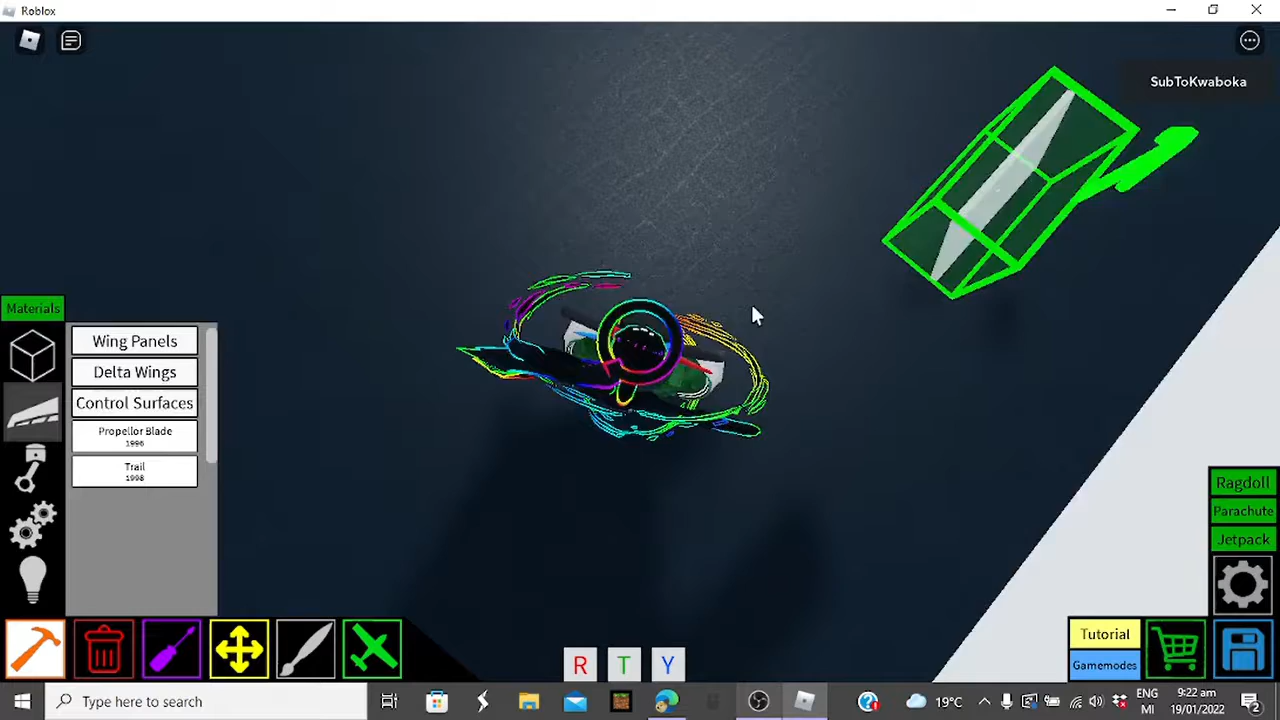 Roblox
SubToKwaboka
Materials
Wing Panels
Delta Wings
Control Surfaces
Propellor Blade
1996
Trail
1998
Ragdoll
Parachute
Jetpack
Tutorial
Gamemodes
R T Y
Type here to search
19°C
ENG
MI
9:22 am
19/01/2022
2